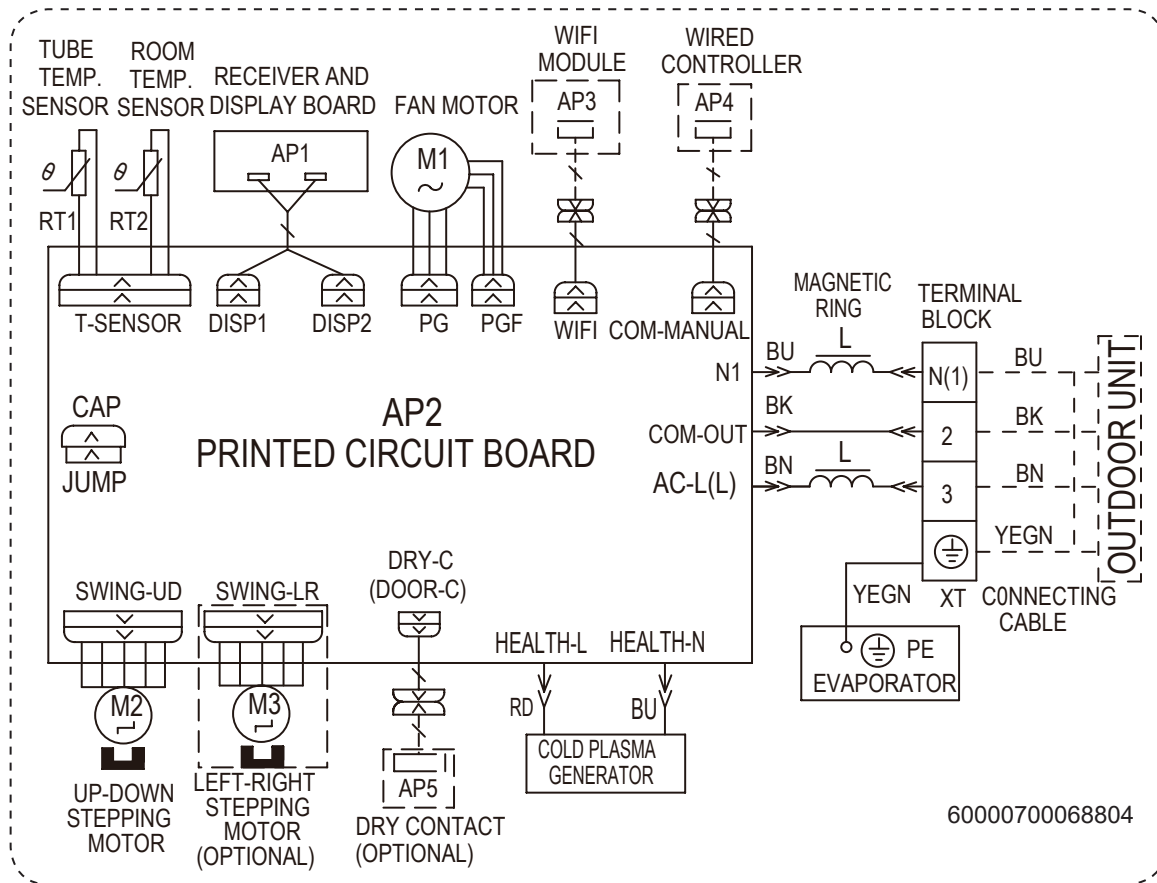 TUBE
TEMP.
SENSOR
ROOM
TEMP.
SENSOR
RECEIVER AND
DISPLAY BOARD
FAN MOTOR
WIFI
MODULE
WIRED
CONTROLLER
AP1
M1
AP3
AP4
θ
θ
RT1
RT2
T-SENSOR
DISP1
DISP2
PG
PGF
WIFI
COM-MANUAL
MAGNETIC
RING
TERMINAL
BLOCK
N1
BU
L
N(1)
BU
CAP
JUMP
AP2
PRINTED CIRCUIT BOARD
COM-OUT
BK
2
BK
AC-L(L)
BN
L
3
BN
YEGN
OUTDOOR UNIT
YEGN
XT
C0NNECTING
CABLE
PE
EVAPORATOR
SWING-UD
SWING-LR
DRY-C
(DOOR-C)
HEALTH-L
HEALTH-N
M2
M3
RD
BU
COLD PLASMA
GENERATOR
AP5
UP-DOWN
STEPPING
MOTOR
LEFT-RIGHT
STEPPING
MOTOR
(OPTIONAL)
DRY CONTACT
(OPTIONAL)
60000700068804